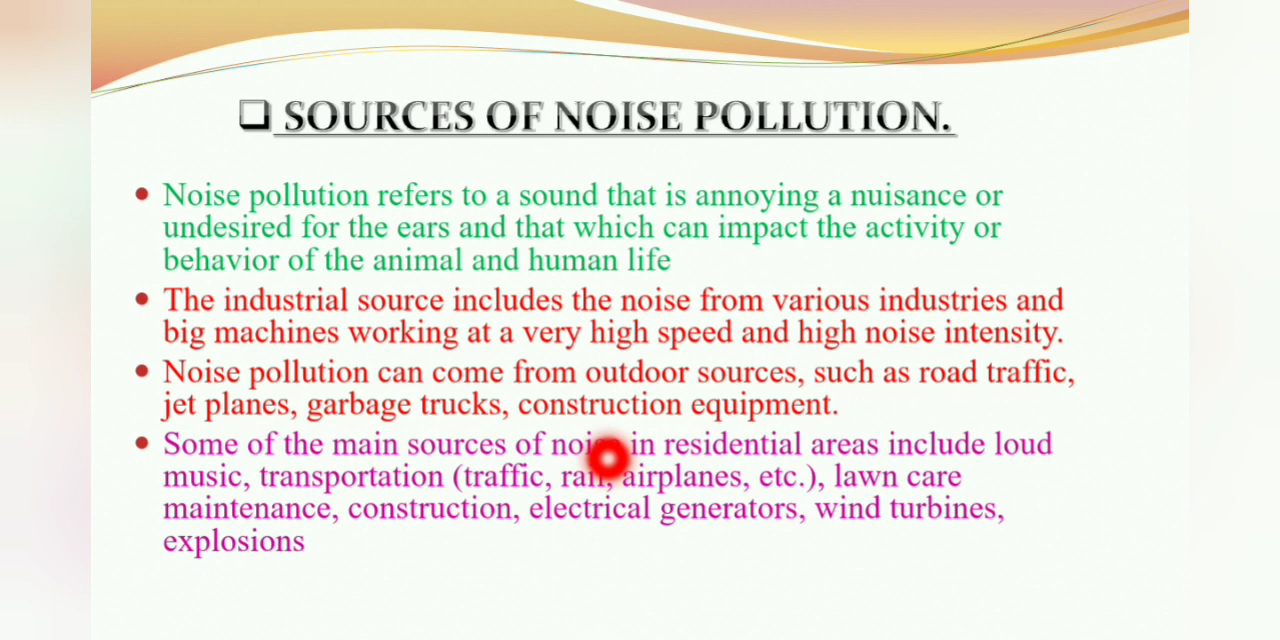 ❑ SOURCES OF NOISE POLLUTION.
• Noise pollution refers to a sound that is annoying a nuisance or
undesired for the ears and that which can impact the activity or
behavior of the animal and human life
• The industrial source includes the noise from various industries and
big machines working at a very high speed and high noise intensity.
• Noise pollution can come from outdoor sources, such as road traffic,
jet planes, garbage trucks, construction equipment.
• Some of the main sources of noise in residential areas include loud
music, transportation (traffic, rail, airplanes, etc.), lawn care
maintenance, construction, electrical generators, wind turbines,
explosions